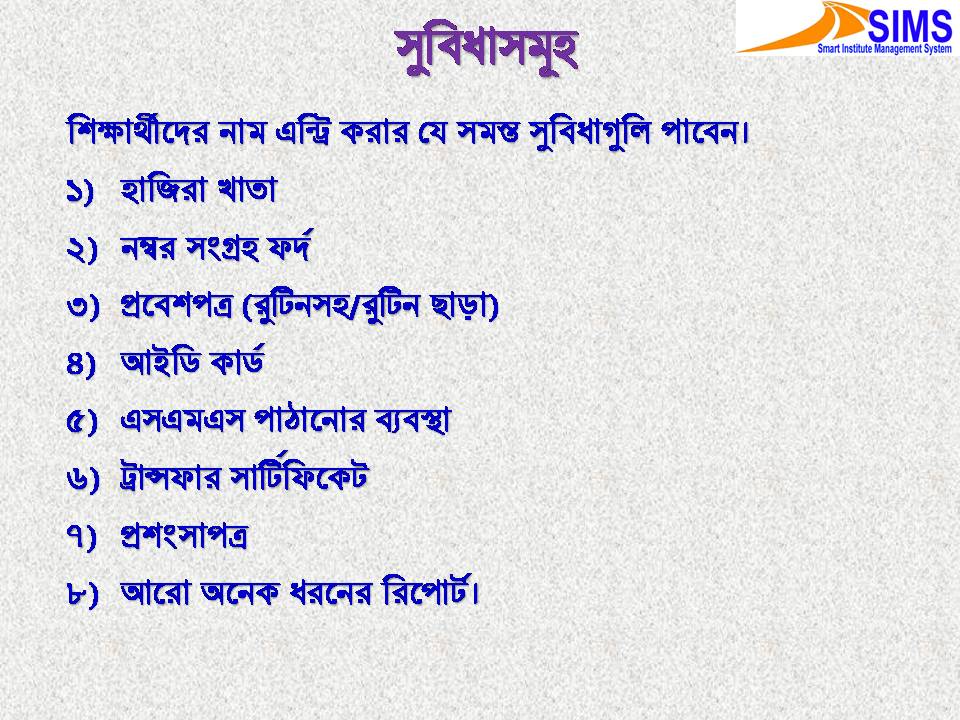 সুবিধাসমূহ
SIMS
Smart Institute Management System
শিক্ষার্থীদের নাম এন্ট্রি করার যে সমস্ত সুবিধাগুলি পাবেন।
১) হাজিরা খাতা
২) নম্বর সংগ্রহ ফর্দ
৩) প্রবেশপত্র (রুটিনসহ/রুটিন ছাড়া)
৪) আইডি কার্ড
৫) এসএমএস পাঠানোর ব্যবস্থা
৬) ট্রান্সফার সার্টিফিকেট
৭) প্রশংসাপত্র
৮) আরো অনেক ধরনের রিপোর্ট।